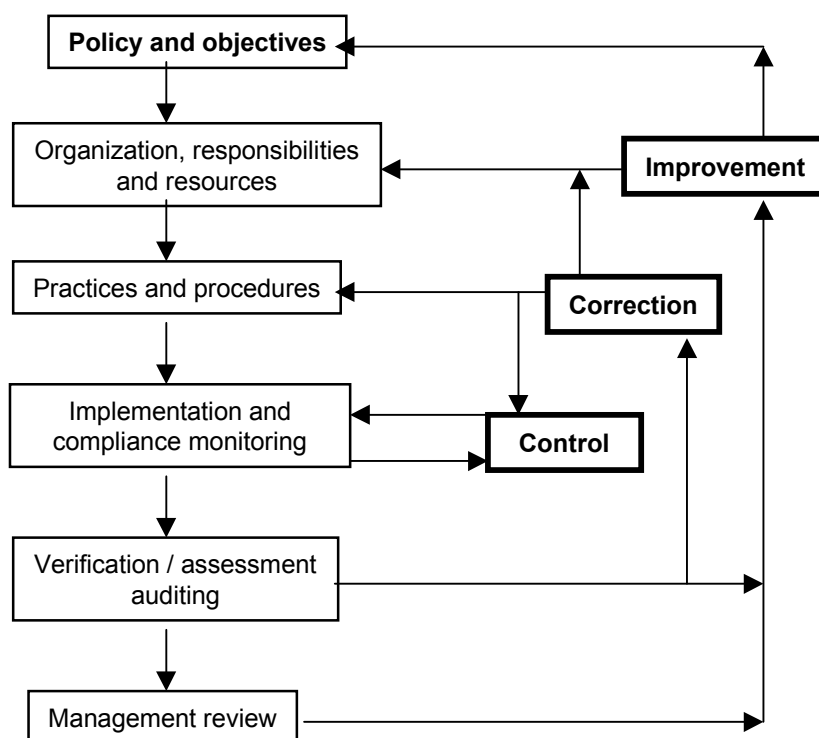 Policy and objectives
Organization, responsibilities
and resources
Improvement
Practices and procedures
Correction
Implementation and
compliance monitoring
Control
Verification / assessment
auditing
Management review